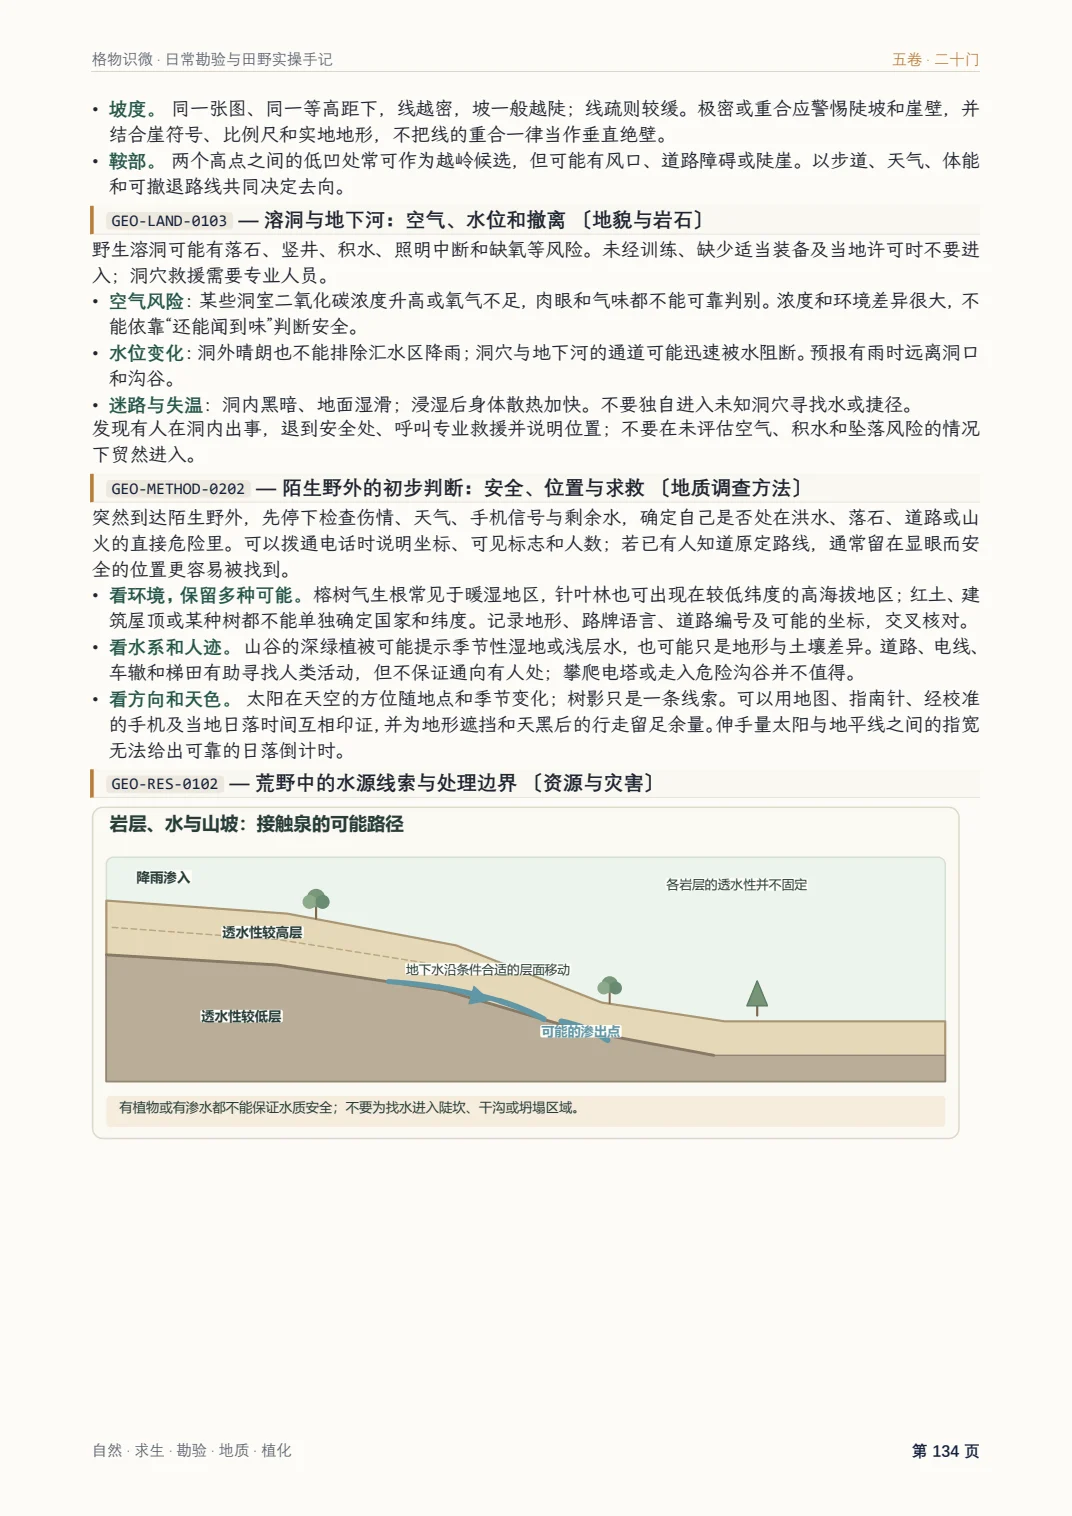 格物识微 · 日常勘验与田野实操手记
五卷 · 二十门
• 坡度。 同一张图、同一等高距下，线越密，坡一般越陡；线疏则较缓。极密或重合应警惕陡坡和崖壁，并
结合崖符号、比例尺和实地地形，不把线的重合一律当作垂直绝壁。
• 鞍部。 两个高点之间的低凹处常可作为越岭候选，但可能有风口、道路障碍或陡崖。以步道、天气、体能
和可撤退路线共同决定去向。
GEO-LAND-0103 — 溶洞与地下河：空气、水位和撤离 〔地貌与岩石〕
野生溶洞可能有落石、竖井、积水、照明中断和缺氧等风险。未经训练、缺少适当装备及当地许可时不要进
入；洞穴救援需要专业人员。
• 空气风险：某些洞室二氧化碳浓度升高或氧气不足，肉眼和气味都不能可靠判别。浓度和环境差异很大，不
能依靠“还能闻到味”判断安全。
• 水位变化：洞外晴朗也不能排除汇水区降雨；洞穴与地下河的通道可能迅速被水阻断。预报有雨时远离洞口
和沟谷。
• 迷路与失温：洞内黑暗、地面湿滑；浸湿后身体散热加快。不要独自进入未知洞穴寻找水或捷径。
发现有人在洞内出事，退到安全处、呼叫专业救援并说明位置；不要在未评估空气、积水和坠落风险的情况
下贸然进入。
GEO-METHOD-0202 — 陌生野外的初步判断：安全、位置与求救 〔地质调查方法〕
突然到达陌生野外，先停下检查伤情、天气、手机信号与剩余水，确定自己是否处在洪水、落石、道路或山
火的直接危险里。可以拨通电话时说明坐标、可见标志和人数；若已有人知道原定路线，通常留在显眼而安
全的位置更容易被找到。
• 看环境，保留多种可能。 榕树气生根常见于暖湿地区，针叶林也可出现在较低纬度的高海拔地区；红土、建
筑屋顶或某种树都不能单独确定国家和纬度。记录地形、路牌语言、道路编号及可能的坐标，交叉核对。
• 看水系和人迹。 山谷的深绿植被可能提示季节性湿地或浅层水，也可能只是地形与土壤差异。道路、电线、
车辙和梯田有助寻找人类活动，但不保证通向有人处；攀爬电塔或走入危险沟谷并不值得。
• 看方向和天色。 太阳在天空的方位随地点和季节变化；树影只是一条线索。可以用地图、指南针、经校准
的手机及当地日落时间互相印证，并为地形遮挡和天黑后的行走留足余量。伸手量太阳与地平线之间的指宽
无法给出可靠的日落倒计时。
GEO-RES-0102 — 荒野中的水源线索与处理边界 〔资源与灾害〕
岩层、水与山坡：接触泉的可能路径
降雨渗入
各岩层的透水性并不固定
透水性较高层
地下水沿条件合适的层面移动
透水性较低层
可能的渗出点
有植物或有渗水都不能保证水质安全；不要为找水进入陡坎、干沟或坍塌区域。
自然 · 求生 · 勘验 · 地质 · 植化
第 134 页